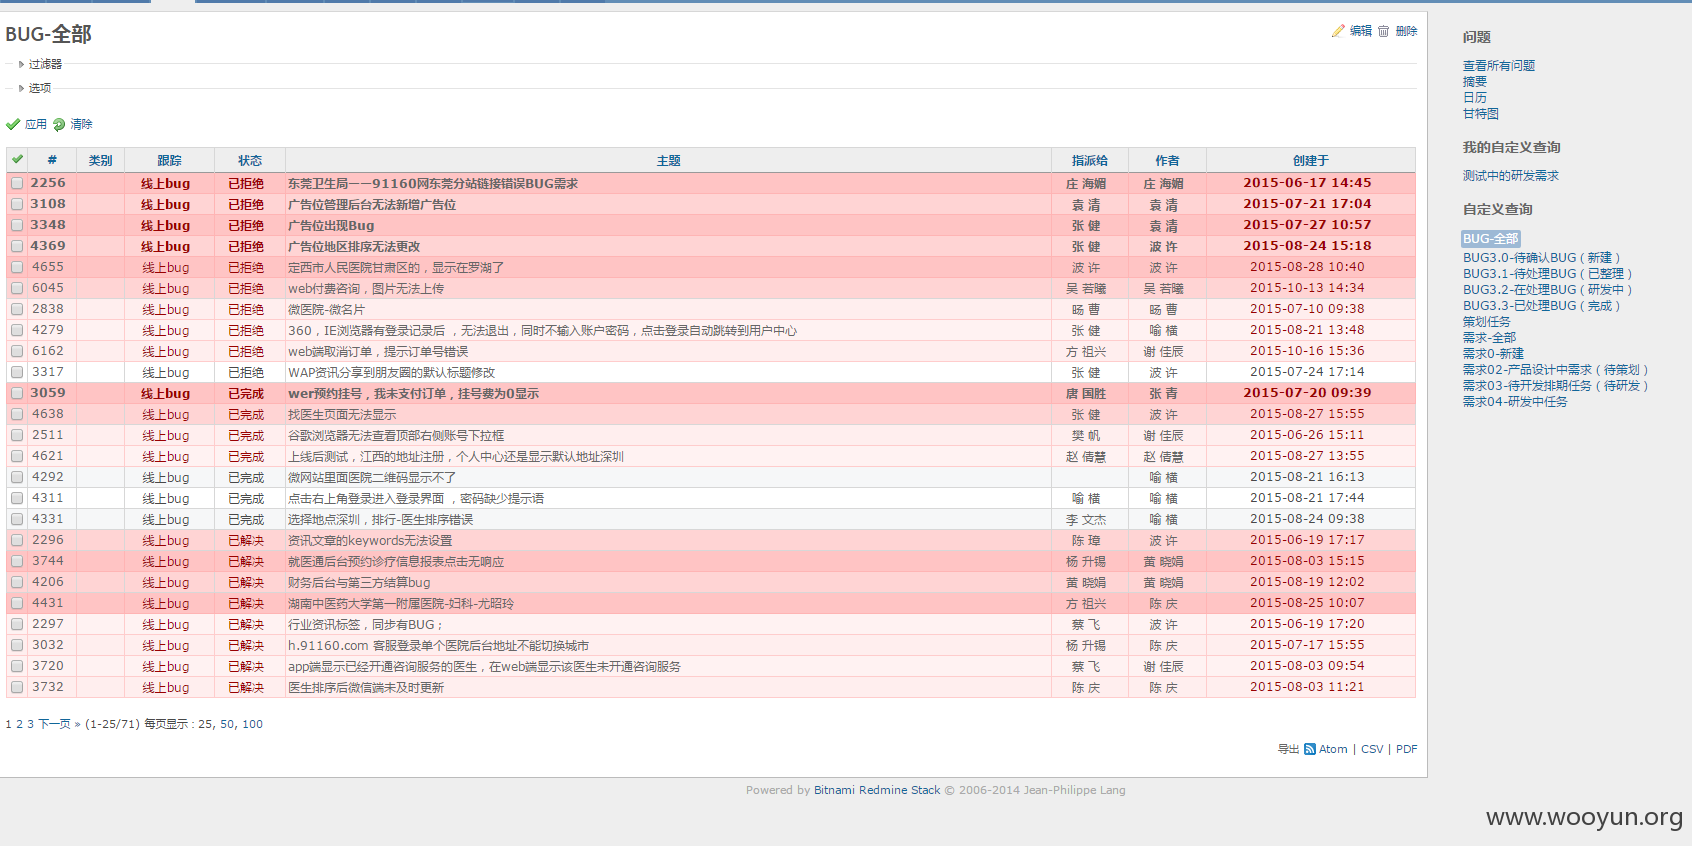 BUG-全部
编辑 删除
过滤器
选项
应用 清除
# 类别 跟踪 状态 主题 指派给 作者 创建于
2256 线上bug 已拒绝 东莞卫生局——91160网东莞分站链接错误BUG需求 庄 海媚 庄 海媚 2015-06-17 14:45
3108 线上bug 已拒绝 广告位管理后台无法新增广告位 袁 清 袁 清 2015-07-21 17:04
3348 线上bug 已拒绝 广告位出现Bug 张 健 袁 清 2015-07-27 10:57
4369 线上bug 已拒绝 广告位地区排序无法更改 张 健 波 许 2015-08-24 15:18
4655 线上bug 已拒绝 定西市人民医院甘肃区的，显示在罗湖了 波 许 波 许 2015-08-28 10:40
6045 线上bug 已拒绝 web付费咨询，图片无法上传 吴 若曦 吴 若曦 2015-10-13 14:34
2838 线上bug 已拒绝 微医院-微名片 旸 曹 旸 曹 2015-07-10 09:38
4279 线上bug 已拒绝 360，IE浏览器有登录记录后 ，无法退出，同时不输入账户密码，点击登录自动跳转到用户中心 张 健 喻 横 2015-08-21 13:48
6162 线上bug 已拒绝 web端取消订单，提示订单号错误 方 祖兴 谢 佳辰 2015-10-16 15:36
3317 线上bug 已拒绝 WAP资讯分享到朋友圈的默认标题修改 张 健 波 许 2015-07-24 17:14
3059 线上bug 已完成 wer预约挂号，我未支付订单，挂号费为0显示 唐 国胜 张 青 2015-07-20 09:39
4638 线上bug 已完成 找医生页面无法显示 张 健 波 许 2015-08-27 15:55
2511 线上bug 已完成 谷歌浏览器无法查看顶部右侧账号下拉框 樊 帆 谢 佳辰 2015-06-26 15:11
4621 线上bug 已完成 上线后测试，江西的地址注册，个人中心还是显示默认地址深圳 赵 倩慧 赵 倩慧 2015-08-27 13:55
4292 线上bug 已完成 微网站里面医院二维码显示不了 喻 横 2015-08-21 16:13
4311 线上bug 已完成 点击右上角登录进入登录界面 ，密码缺少提示语 喻 横 喻 横 2015-08-21 17:44
4331 线上bug 已完成 选择地点深圳，排行-医生排序错误 李 文杰 喻 横 2015-08-24 09:38
2296 线上bug 已解决 资讯文章的keywords无法设置 陈 璋 波 许 2015-06-19 17:17
3744 线上bug 已解决 就医通后台预约诊疗信息报表点击无响应 杨 升锡 黄 晓娟 2015-08-03 15:15
4206 线上bug 已解决 财务后台与第三方结算bug 黄 晓娟 黄 晓娟 2015-08-19 12:02
4431 线上bug 已解决 湖南中医药大学第一附属医院-妇科-尤昭玲 方 祖兴 陈 庆 2015-08-25 10:07
2297 线上bug 已解决 行业资讯标签，同步有BUG； 蔡 飞 波 许 2015-06-19 17:20
3032 线上bug 已解决 h.91160.com 客服登录单个医院后台地址不能切换城市 杨 升锡 陈 庆 2015-07-17 15:55
3720 线上bug 已解决 app端显示已经开通咨询服务的医生，在web端显示该医生未开通咨询服务 蔡 飞 谢 佳辰 2015-08-03 09:54
3732 线上bug 已解决 医生排序后微信端未及时更新 陈 庆 陈 庆 2015-08-03 11:21
1 2 3 下一页 » (1-25/71) 每页显示 : 25, 50, 100
导出 Atom | CSV | PDF
Powered by Bitnami Redmine Stack © 2006-2014 Jean-Philippe Lang
问题
查看所有问题
摘要
日历
甘特图
我的自定义查询
测试中的研发需求
自定义查询
BUG-全部
BUG3.0-待确认BUG（新建）
BUG3.1-待处理BUG（已整理）
BUG3.2-在处理BUG（研发中）
BUG3.3-已处理BUG（完成）
策划任务
需求-全部
需求0-新建
需求02-产品设计中需求（待策划）
需求03-待开发排期任务（待研发）
需求04-研发中任务
www.wooyun.org